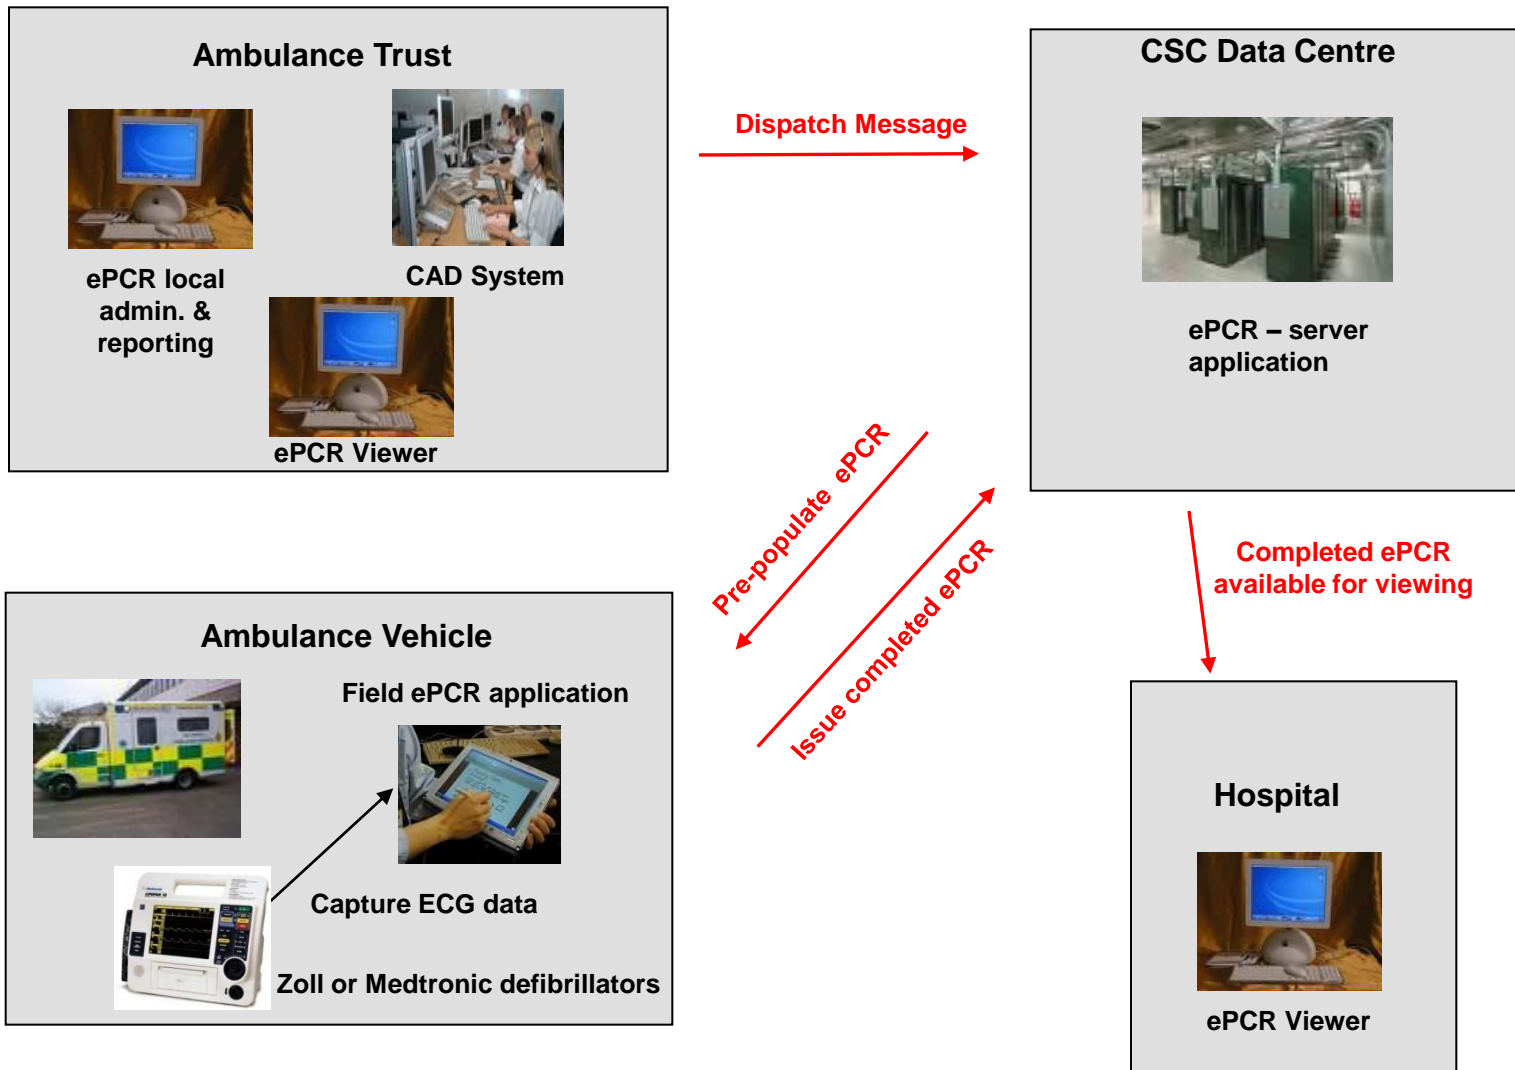 Ambulance Trust
ePCR local
admin. &
reporting
CAD System
ePCR Viewer
Dispatch Message
CSC Data Centre
ePCR – server
application
Pre-populate ePCR
Issue completed ePCR
Completed ePCR
available for viewing
Ambulance Vehicle
Field ePCR application
Capture ECG data
Zoll or Medtronic defibrillators
Hospital
ePCR Viewer